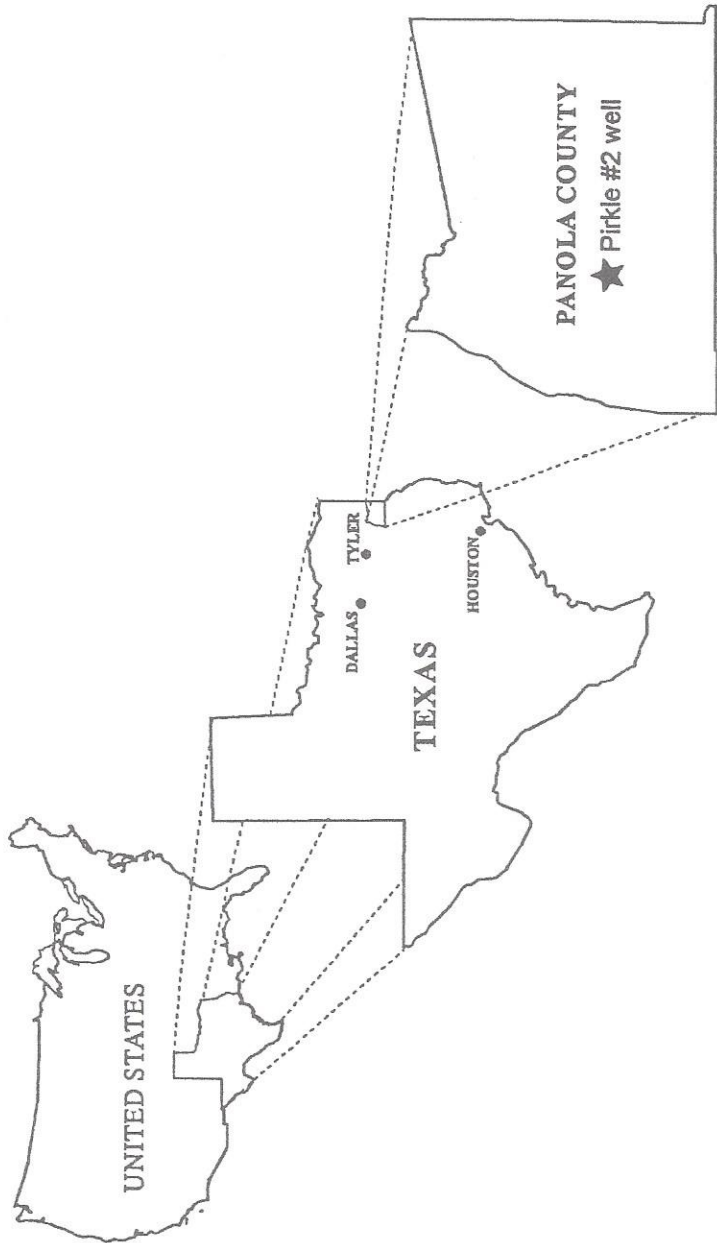 UNITED STATES
TEXAS
DALLAS
TYLER
HOUSTON
PANOLA COUNTY
Pirkle #2 well